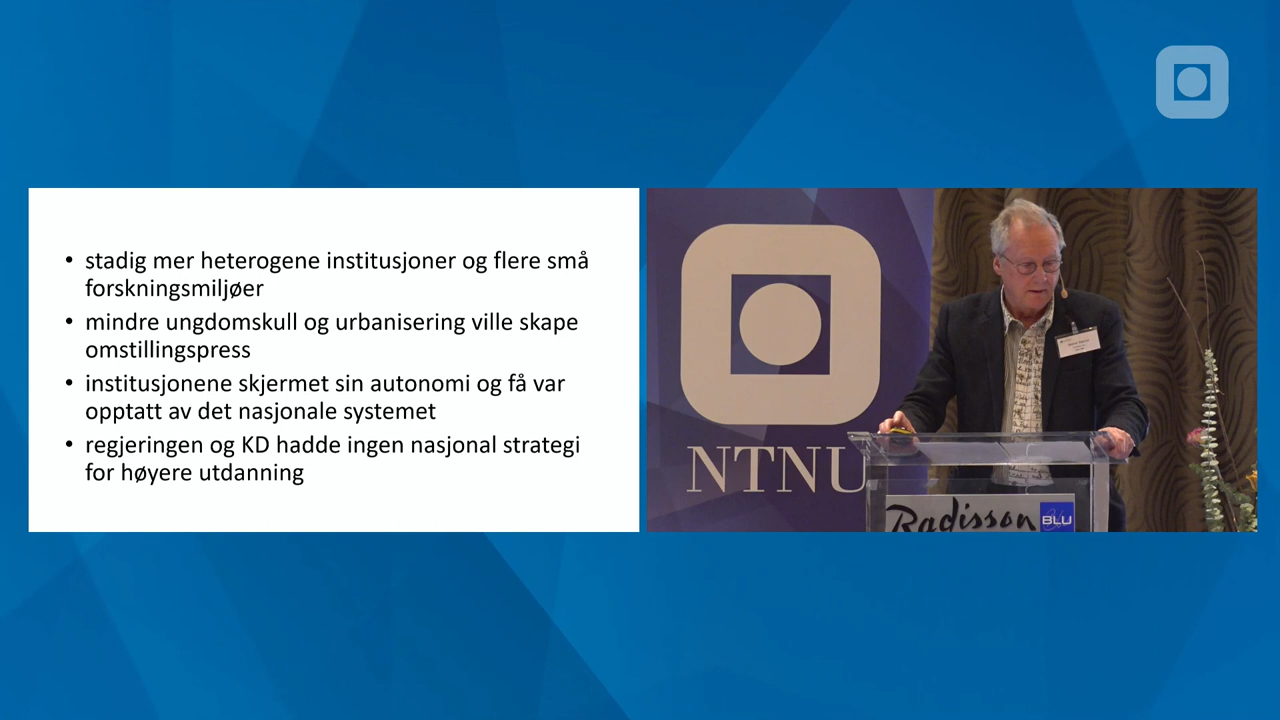 • stadig mer heterogene institusjoner og flere små
forskningsmiljøer
• mindre ungdomskull og urbanisering ville skape
omstillingspress
• institusjonene skjermet sin autonomi og få var
opptatt av det nasjonale systemet
• regjeringen og KD hadde ingen nasjonal strategi
for høyere utdanning
NTNU
Radisson
BLU